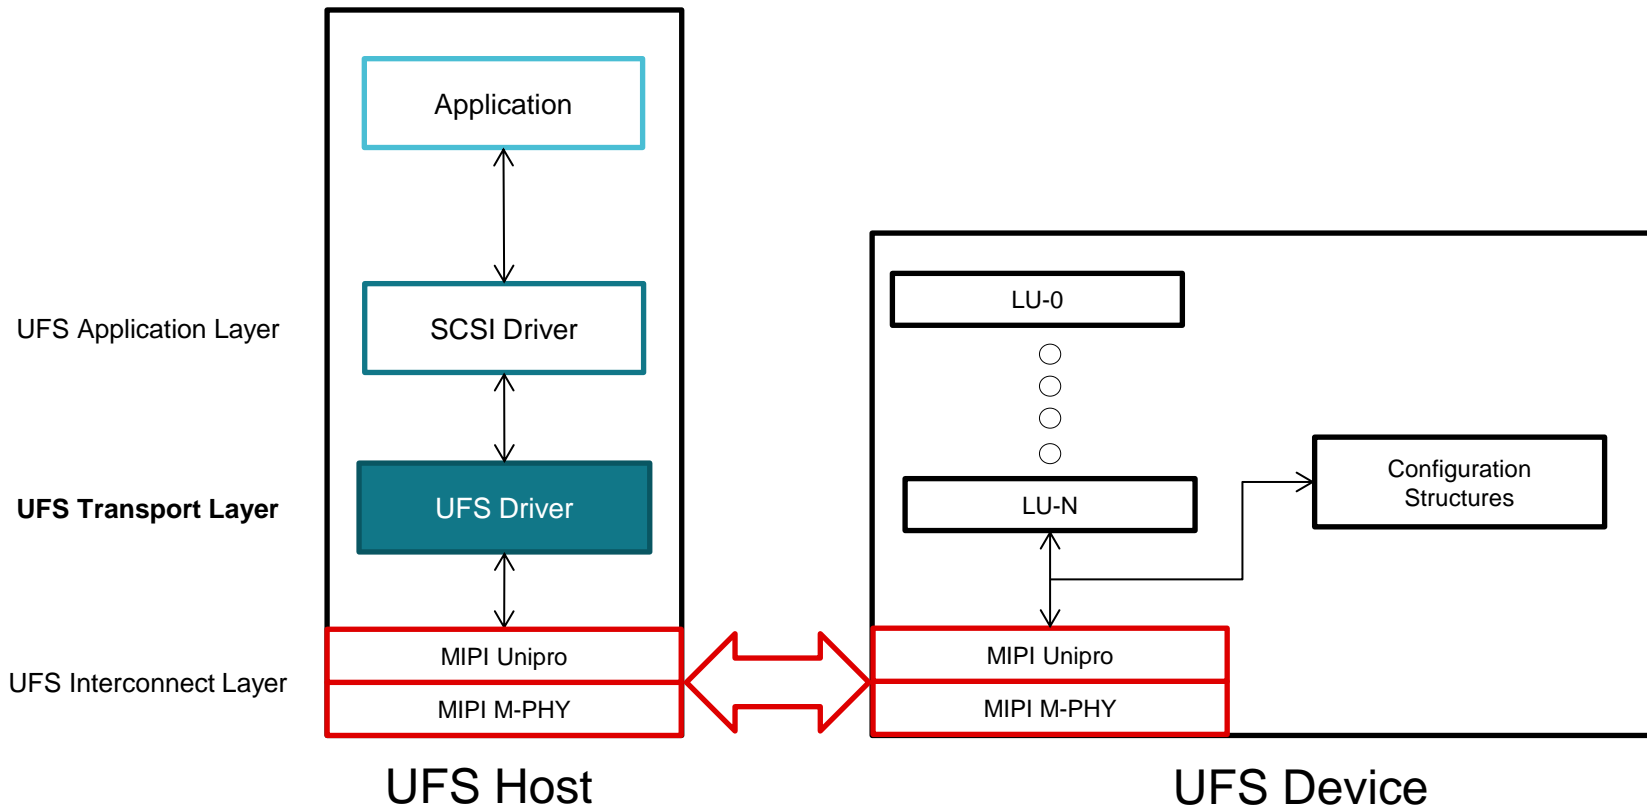 Application
UFS Application Layer
SCSI Driver
UFS Transport Layer
UFS Driver
UFS Interconnect Layer
MIPI Unipro
MIPI M-PHY
UFS Host
LU-0
LU-N
Configuration
Structures
MIPI Unipro
MIPI M-PHY
UFS Device